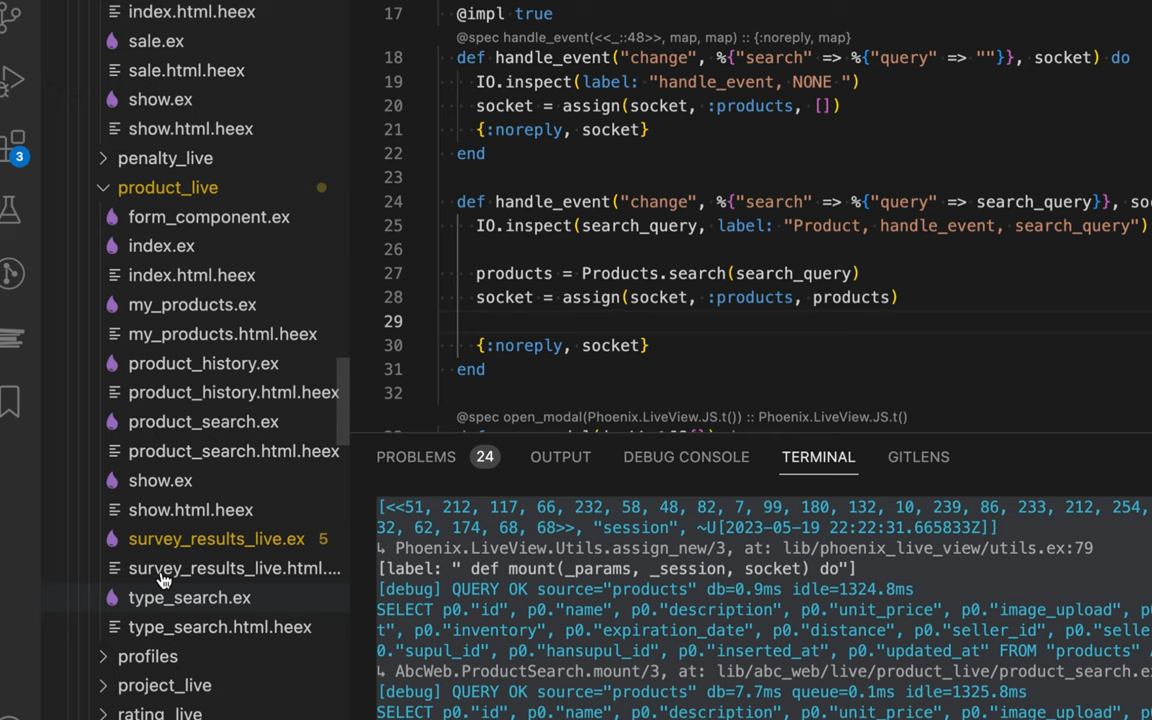 index.html.heex
sale.ex
sale.html.heex
show.ex
show.html.heex
penalty_live
product_live
form_component.ex
index.ex
index.html.heex
my_products.ex
my_products.html.heex
product_history.ex
product_history.html.heex
product_search.ex
product_search.html.heex
show.ex
show.html.heex
survey_results_live.ex 5
survey_results_live.html....
type_search.ex
type_search.html.heex
profiles
project_live
rating_live
3
17 @impl true
@spec handle_event(<<_::48>>, map, map) :: {:noreply, map}
18 def handle_event("change", %{"search" => %{"query" => ""}}, socket) do
19 IO.inspect(label: "handle_event, NONE ")
20 socket = assign(socket, :products, [])
21 {:noreply, socket}
22 end
23
24 def handle_event("change", %{"search" => %{"query" => search_query}}, so
25 IO.inspect(search_query, label: "Product, handle_event, search_query")
26
27 products = Products.search(search_query)
28 socket = assign(socket, :products, products)
29
30 {:noreply, socket}
31 end
32
@spec open_modal(Phoenix.LiveView.JS.t()) :: Phoenix.LiveView.JS.t()
PROBLEMS 24 OUTPUT DEBUG CONSOLE TERMINAL GITLENS
[<<51, 212, 117, 66, 232, 58, 48, 82, 7, 99, 180, 132, 10, 239, 86, 233, 212, 254,
32, 62, 174, 68, 68>>, "session", ~U[2023-05-19 22:22:31.665833Z]]
↳ Phoenix.LiveView.Utils.assign_new/3, at: lib/phoenix_live_view/utils.ex:79
[label: " def mount(_params, _session, socket) do"]
[debug] QUERY OK source="products" db=0.9ms idle=1324.8ms
SELECT p0."id", p0."name", p0."description", p0."unit_price", p0."image_upload", p
t", p0."inventory", p0."expiration_date", p0."distance", p0."seller_id", p0."selle
0."supul_id", p0."hansupul_id", p0."inserted_at", p0."updated_at" FROM "products" A
↳ AbcWeb.ProductSearch.mount/3, at: lib/abc_web/live/product_live/product_search.ex
[debug] QUERY OK source="products" db=7.7ms queue=0.1ms idle=1325.8ms
SELECT p0."id", p0."name", p0."description", p0."unit_price", p0."image_upload", p